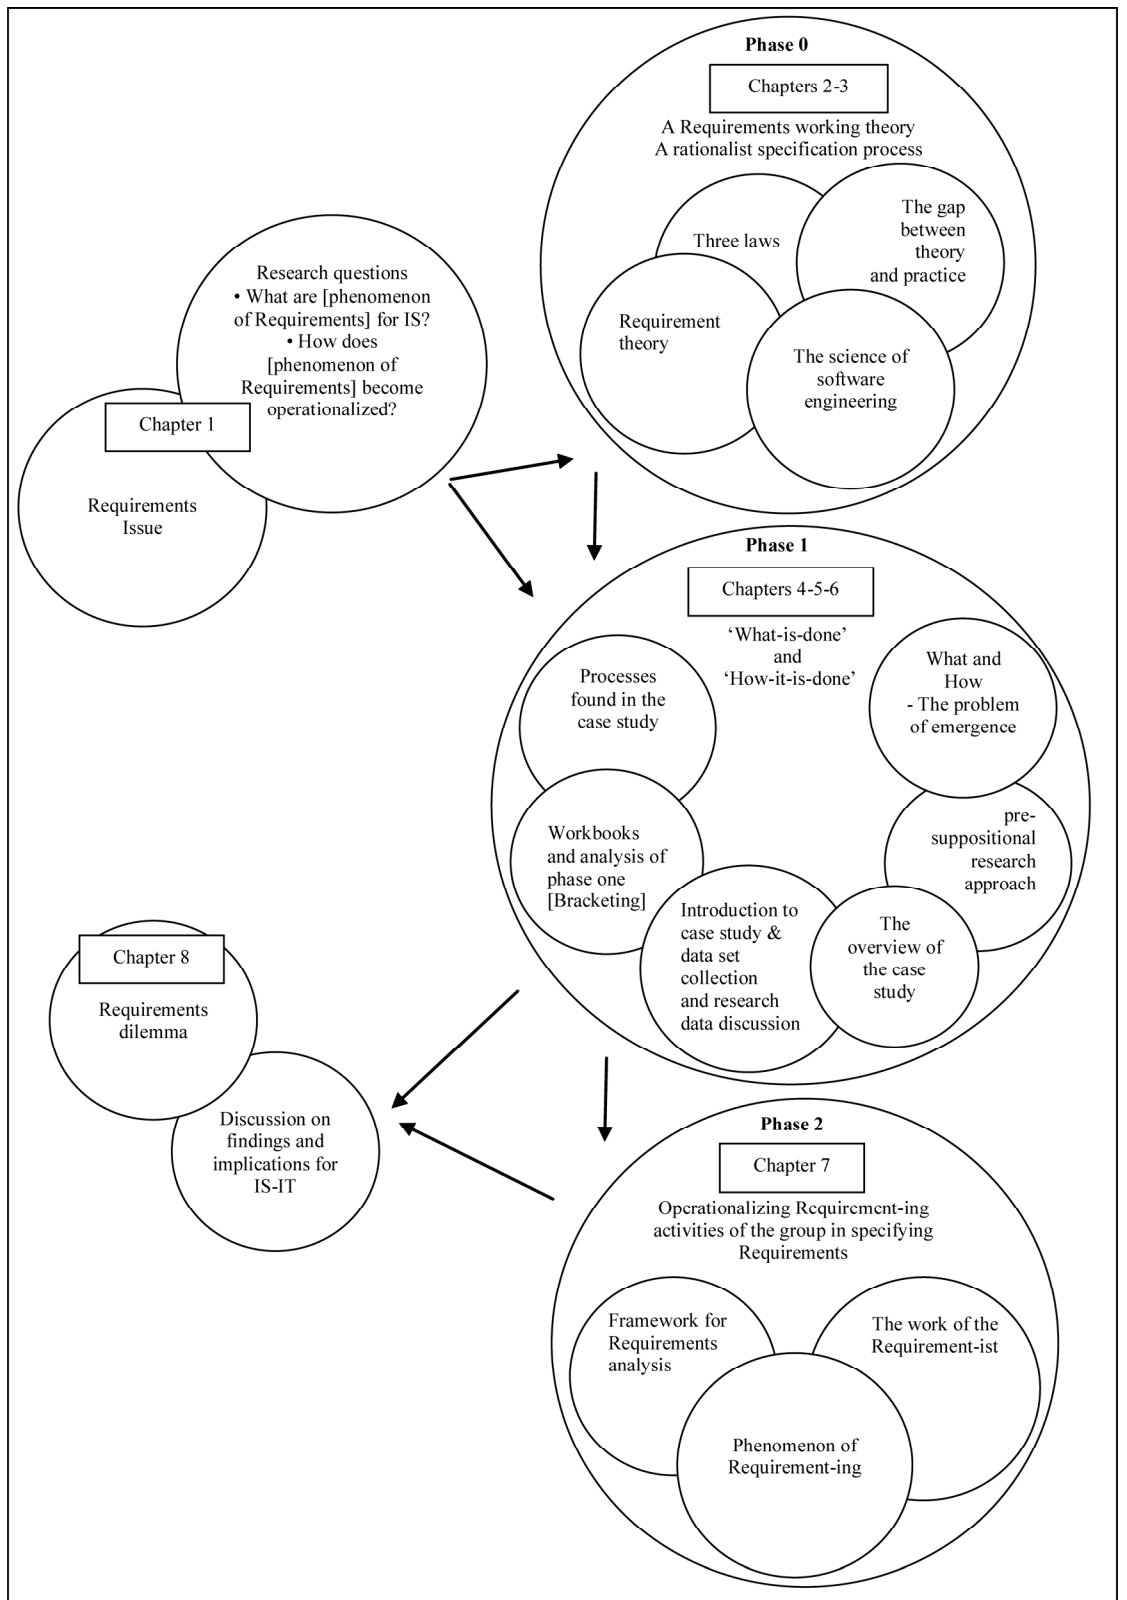 Phase 0
Chapters 2-3
A Requirements working theory
A rationalist specification process
Three laws
The gap
between
theory
and practice
Requirement
theory
The science of
software
engineering
Research questions
• What are [phenomenon
of Requirements] for IS?
• How does
[phenomenon of
Requirements] become
operationalized?
Chapter 1
Requirements
Issue
Phase 1
Chapters 4-5-6
‘What-is-done’
and
‘How-it-is-done’
Processes
found in the
case study
What and
How
- The problem
of emergence
Workbooks
and analysis of
phase one
[Bracketing]
pre-
suppositional
research
approach
Introduction to
case study &
data set
collection
and research
data discussion
The
overview of
the case
study
Chapter 8
Requirements
dilemma
Discussion on
findings and
implications for
IS-IT
Phase 2
Chapter 7
Operationalizing Requirement-ing
activities of the group in specifying
Requirements
Framework for
Requirements
analysis
The work of the
Requirement-ist
Phenomenon of
Requirement-ing